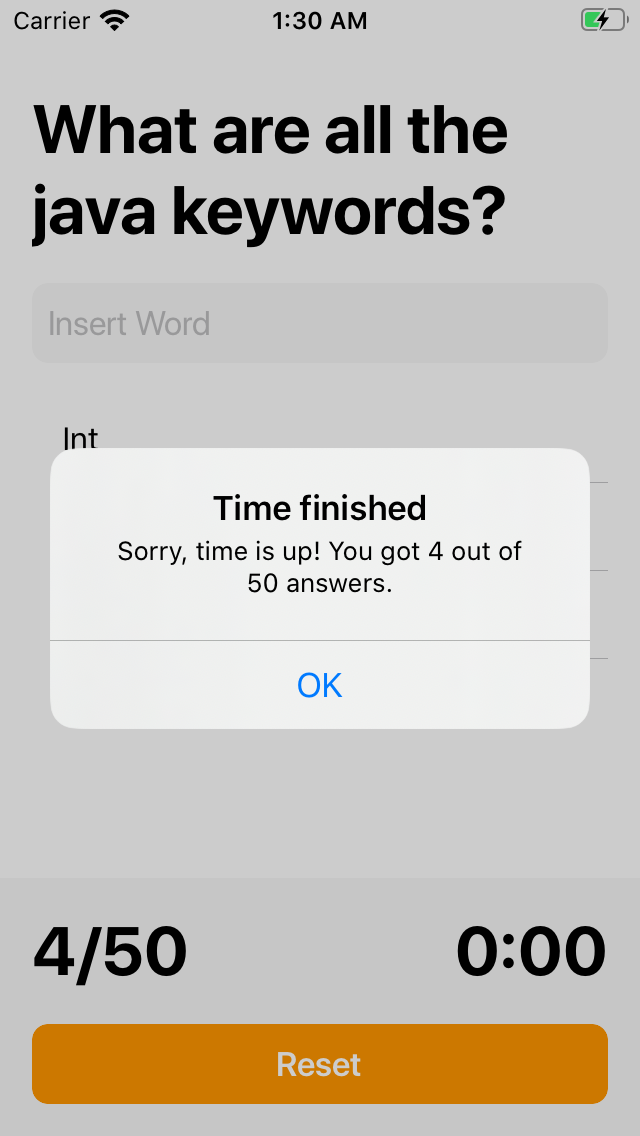 Carrier
1:30 AM
What are all the
java keywords?
Insert Word
Int
Time finished
Sorry, time is up! You got 4 out of
50 answers.
OK
4/50
0:00
Reset